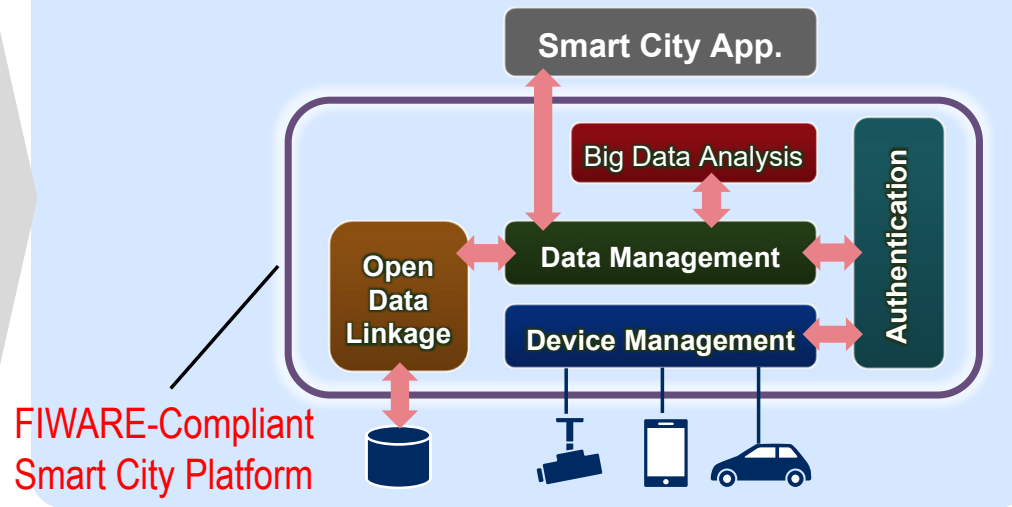 Smart City App.
Big Data Analysis
Authentication
Open
Data
Linkage
Data Management
Device Management
FIWARE-Compliant
Smart City Platform